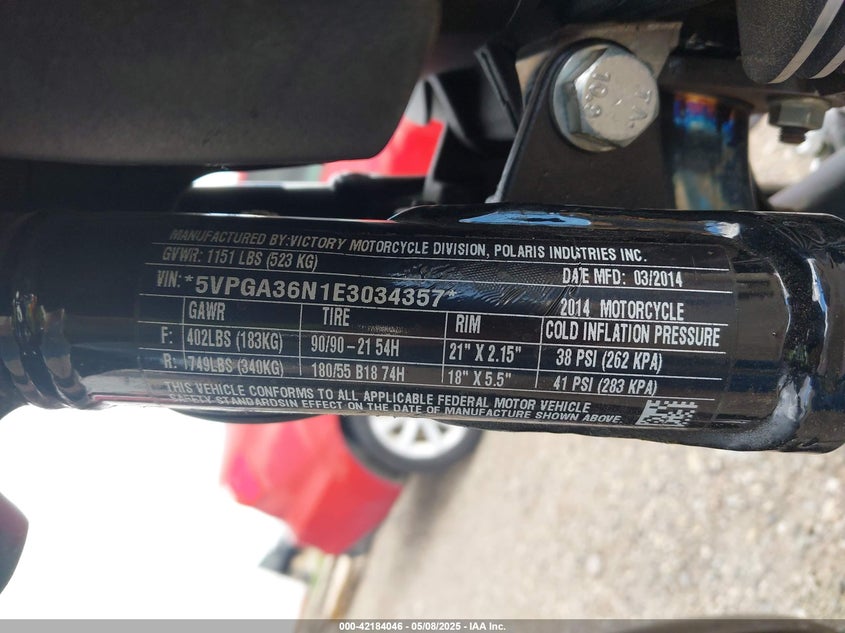 10.9
TA
MANUFACTURED BY:VICTORY MOTORCYCLE DIVISION, POLARIS INDUSTRIES INC.
GVWR: 1151 LBS (523 KG) DATE MFD: 03/2014
VIN: *5VPGA36N1E3034357* 2014 MOTORCYCLE
GAWR TIRE RIM COLD INFLATION PRESSURE
F: 402LBS (183KG) 90/90-21 54H 21" X 2.15" 38 PSI (262 KPA)
R: 749LBS (340KG) 180/55 B18 74H 18" X 5.5" 41 PSI (283 KPA)
THIS VEHICLE CONFORMS TO ALL APPLICABLE FEDERAL MOTOR VEHICLE
SAFETY STANDARDSIN EFFECT ON THE DATE OF MANUFACTURE SHOWN ABOVE.
000-42184046 - 05/08/2025 - IAA Inc.